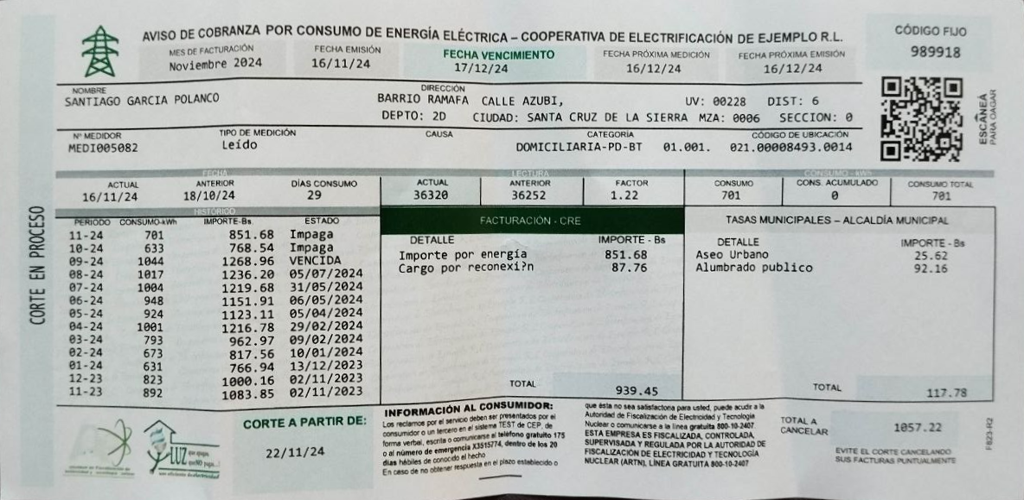 AVISO DE COBRANZA POR CONSUMO DE ENERGÍA ELÉCTRICA - COOPERATIVA DE ELECTRIFICACIÓN DE EJEMPLO R.L.
CÓDIGO FIJO
989918
MES DE FACTURACIÓN FECHA EMISIÓN FECHA VENCIMIENTO FECHA PRÓXIMA MEDICIÓN FECHA PRÓXIMA EMISIÓN
Noviembre 2024 16/11/24 17/12/24 16/12/24 16/12/24
NOMBRE DIRECCIÓN
SANTIAGO GARCIA POLANCO BARRIO RAMAFA CALLE AZUBI, UV: 00228 DIST: 6
DEPTO: 2D CIUDAD: SANTA CRUZ DE LA SIERRA MZA: 0006 SECCION: 0
ESCANEÁ PARA PAGAR
Nº MEDIDOR TIPO DE MEDICIÓN CAUSA CATEGORÍA CÓDIGO DE UBICACIÓN
MEDI005082 Leído DOMICILIARIA-PD-BT 01.001. 021.00008493.0014
FECHA LECTURA CONSUMO - kWh
ACTUAL ANTERIOR DÍAS CONSUMO ACTUAL ANTERIOR FACTOR CONSUMO CONS. ACUMULADO CONSUMO TOTAL
16/11/24 18/10/24 29 36320 36252 1.22 701 0 701
CORTE EN PROCESO
HISTÓRICO
PERÍODO CONSUMO-kWh IMPORTE-Bs. ESTADO
11-24 701 851.68 Impaga
10-24 633 768.54 Impaga
09-24 1044 1268.96 VENCIDA
08-24 1017 1236.20 05/07/2024
07-24 1004 1219.68 31/05/2024
06-24 948 1151.91 06/05/2024
05-24 924 1123.11 05/04/2024
04-24 1001 1216.78 29/02/2024
03-24 793 962.97 09/02/2024
02-24 673 817.56 10/01/2024
01-24 631 766.94 13/12/2023
12-23 823 1000.16 02/11/2023
11-23 892 1083.85 02/11/2023
FACTURACIÓN - CRE
DETALLE IMPORTE - Bs
Importe por energía 851.68
Cargo por reconexi?n 87.76
TOTAL 939.45
TASAS MUNICIPALES – ALCALDÍA MUNICIPAL
DETALLE IMPORTE - Bs
Aseo Urbano 25.62
Alumbrado publico 92.16
TOTAL 117.78
LUZ
CORTE A PARTIR DE:
22/11/24
INFORMACIÓN AL CONSUMIDOR:
Los reclamos por el servicio deben ser presentados por el
consumidor o un tercero en el sistema TEST de CEP, de
forma verbal, escrita o comunicarse al teléfono gratuito 175
o al número de emergencia X3515774, dentro de los 20
días hábiles de conocido el hecho
En caso de no obtener respuesta en el plazo establecido o
que ésta no sea satisfactoria para usted, puede acudir a la
Autoridad de Fiscalización de Electricidad y Tecnología
Nuclear o comunicarse a la línea gratuita 800-10-2407.
ESTA EMPRESA ES FISCALIZADA, CONTROLADA,
SUPERVISADA Y REGULADA POR LA AUTORIDAD DE
FISCALIZACIÓN DE ELECTRICIDAD Y TECNOLOGÍA
NUCLEAR (ARTN), LÍNEA GRATUITA 800-10-2407
TOTAL A CANCELAR 1057.22
EVITE EL CORTE CANCELANDO
SUS FACTURAS PUNTUALMENTE
F823-R2